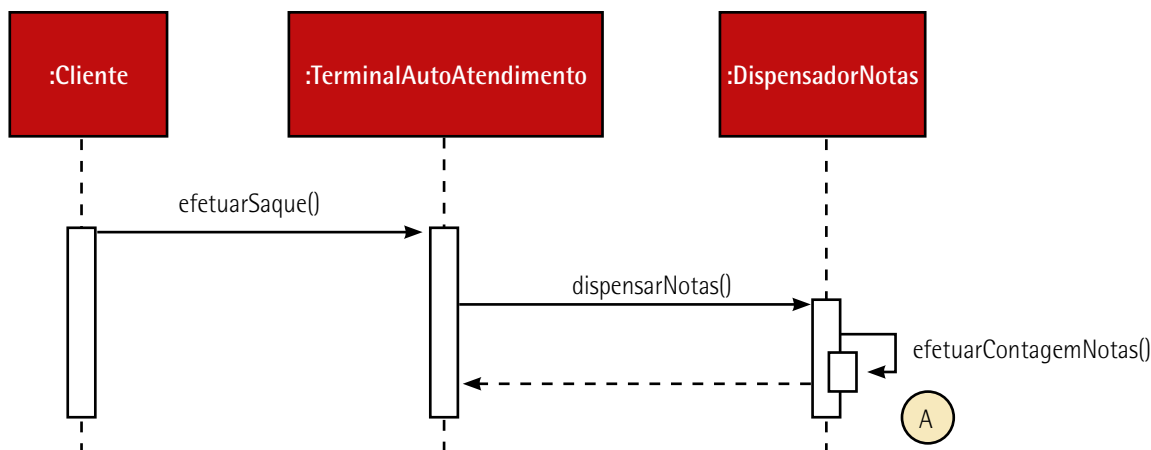 :Cliente
:TerminalAutoAtendimento
:DispensadorNotas
efetuarSaque()
dispensarNotas()
efetuarContagemNotas()
A